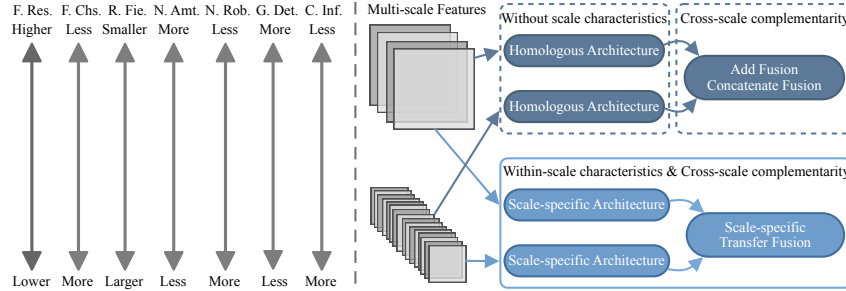 F. Res. F. Chs. R. Fie. N. Amt. N. Rob. G. Det. C. Inf.
Higher Less Smaller More Less More Less
Lower More Larger Less More Less More
Multi-scale Features
Without scale characteristics
Cross-scale complementarity
Homologous Architecture
Homologous Architecture
Add Fusion
Concatenate Fusion
Within-scale characteristics & Cross-scale complementarity
Scale-specific Architecture
Scale-specific Architecture
Scale-specific
Transfer Fusion